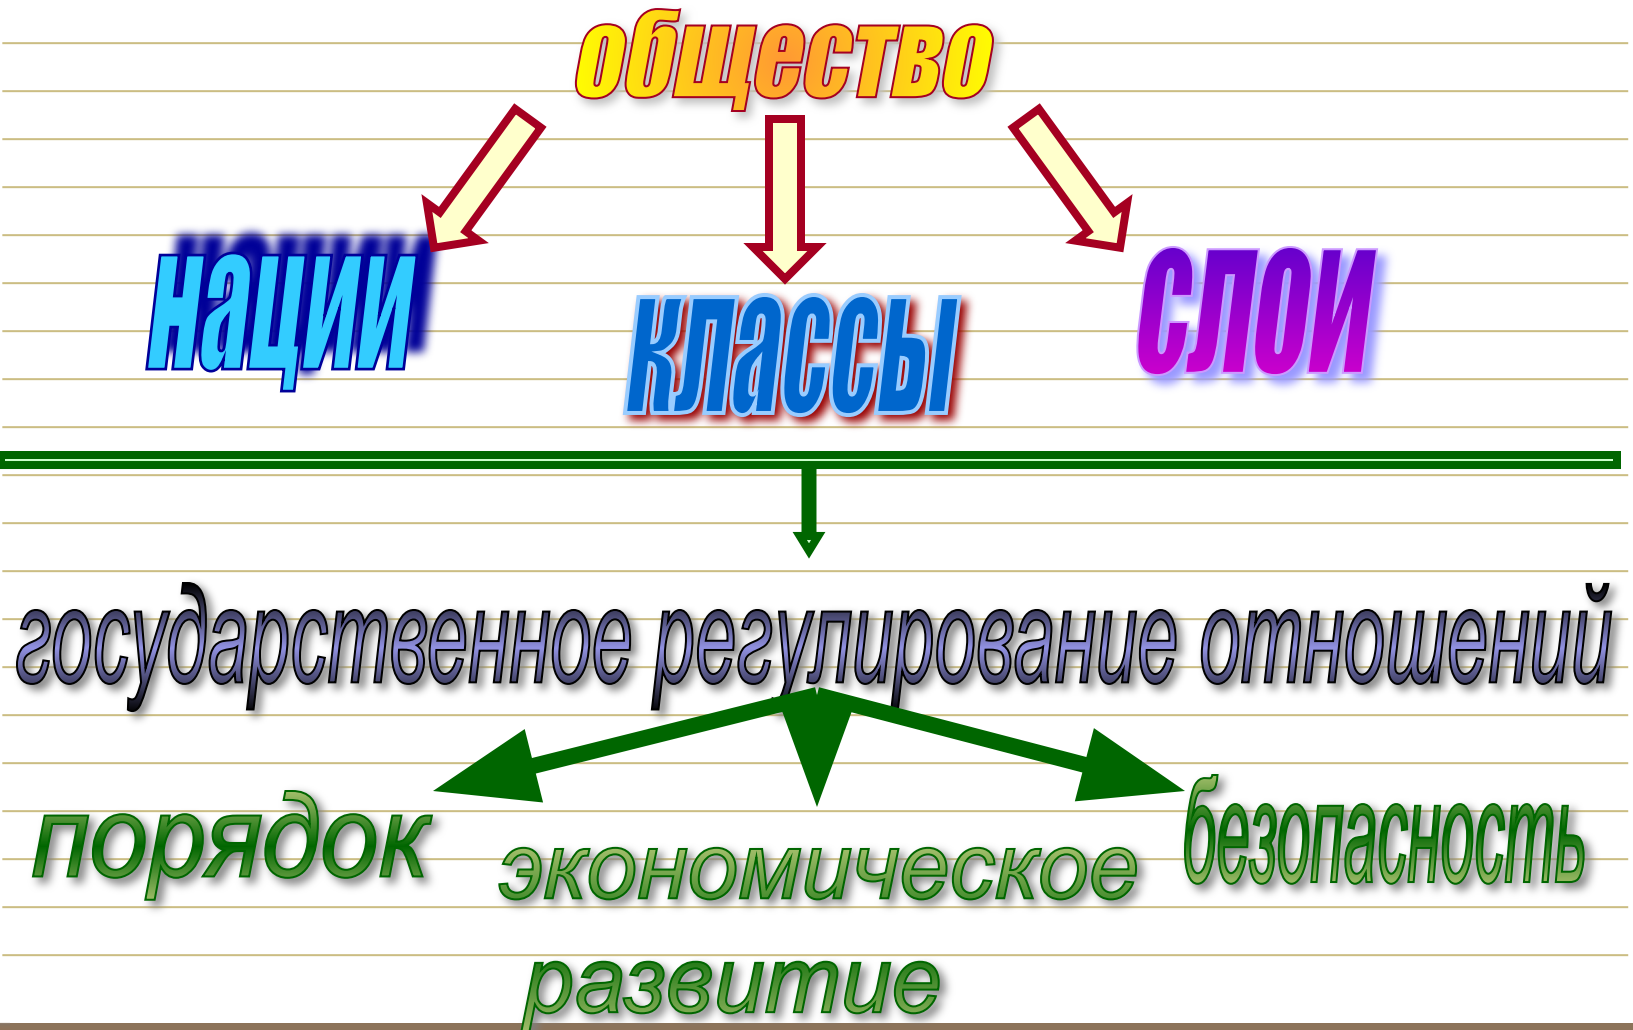 общество
нации
классы
слои
государственное регулирование отношений
порядок
экономическое
развитие
безопасность